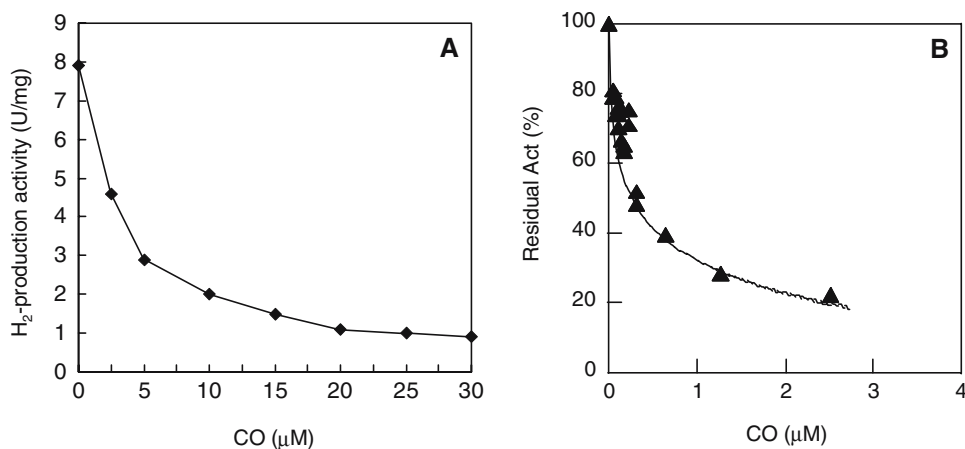 A
H₂-production activity (U/mg)
9
8
7
6
5
4
3
2
1
0
0 5 10 15 20 25 30
CO (μM)
B
Residual Act (%)
100
80
60
40
20
0
0 1 2 3 4
CO (μM)